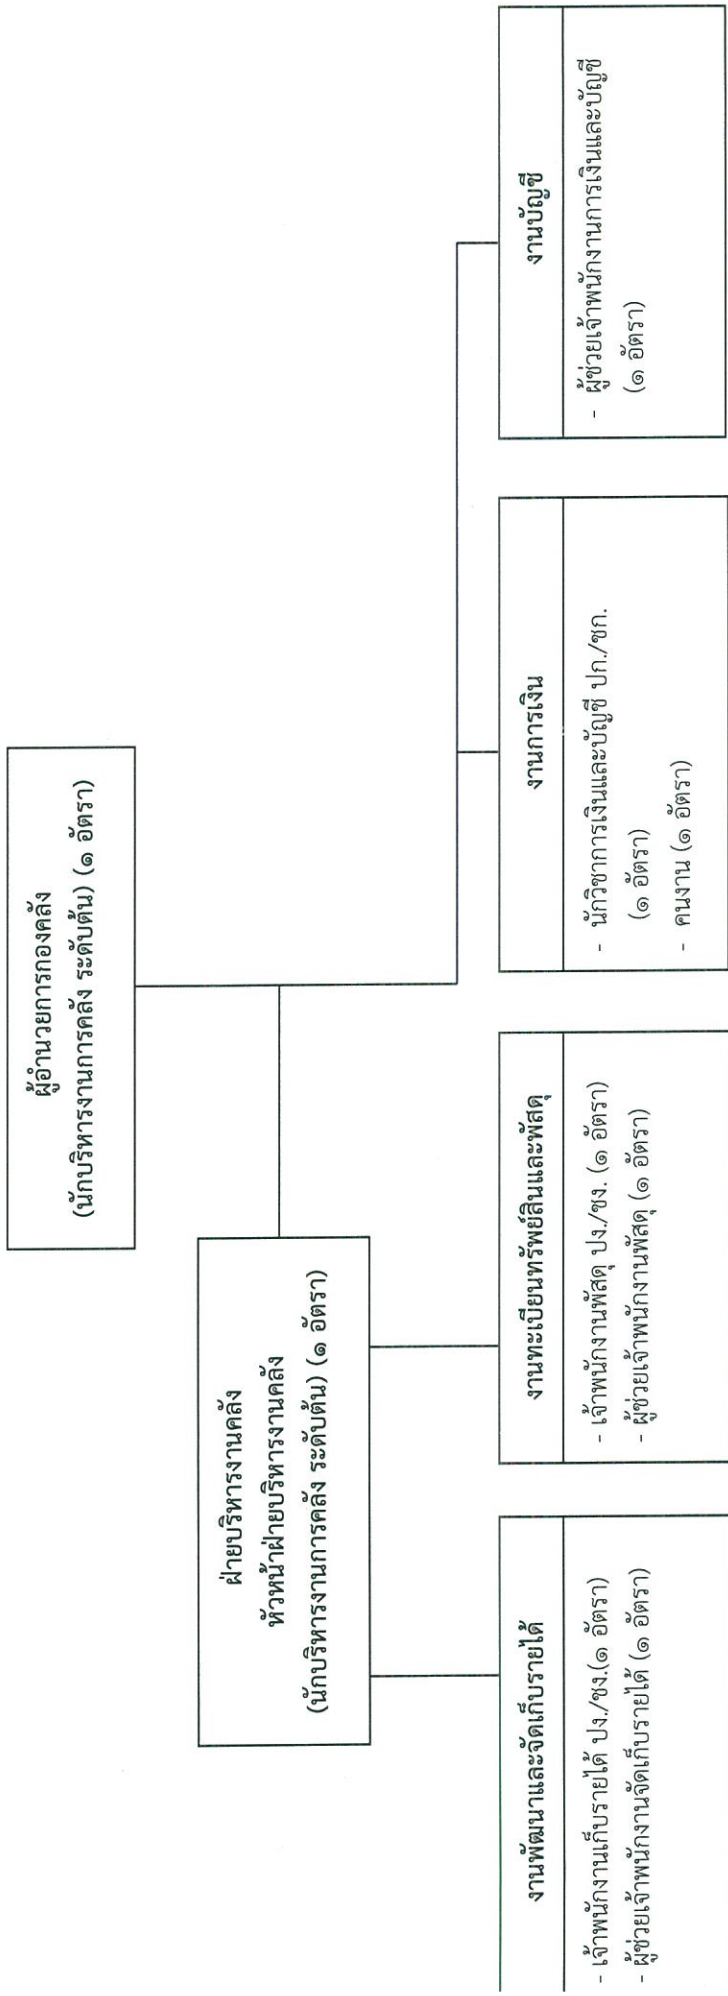 ผู้อำนวยการกองคลัง
(นักบริหารงานการคลัง ระดับต้น) (๑ อัตรา)
ฝ่ายบริหารงานคลัง
หัวหน้าฝ่ายบริหารงานคลัง
(นักบริหารงานการคลัง ระดับต้น) (๑ อัตรา)
งานพัฒนาและจัดเก็บรายได้
- เจ้าพนักงานเก็บรายได้ ปง./ชง.(๑ อัตรา)
- ผู้ช่วยเจ้าพนักงานจัดเก็บรายได้ (๑ อัตรา)
งานทะเบียนทรัพย์สินและพัสดุ
- เจ้าพนักงานพัสดุ ปง./ชง. (๑ อัตรา)
- ผู้ช่วยเจ้าพนักงานพัสดุ (๑ อัตรา)
งานการเงิน
- นักวิชาการเงินและบัญชี ปก./ชก.
(๑ อัตรา)
- คนงาน (๑ อัตรา)
งานบัญชี
- ผู้ช่วยเจ้าพนักงานการเงินและบัญชี
(๑ อัตรา)